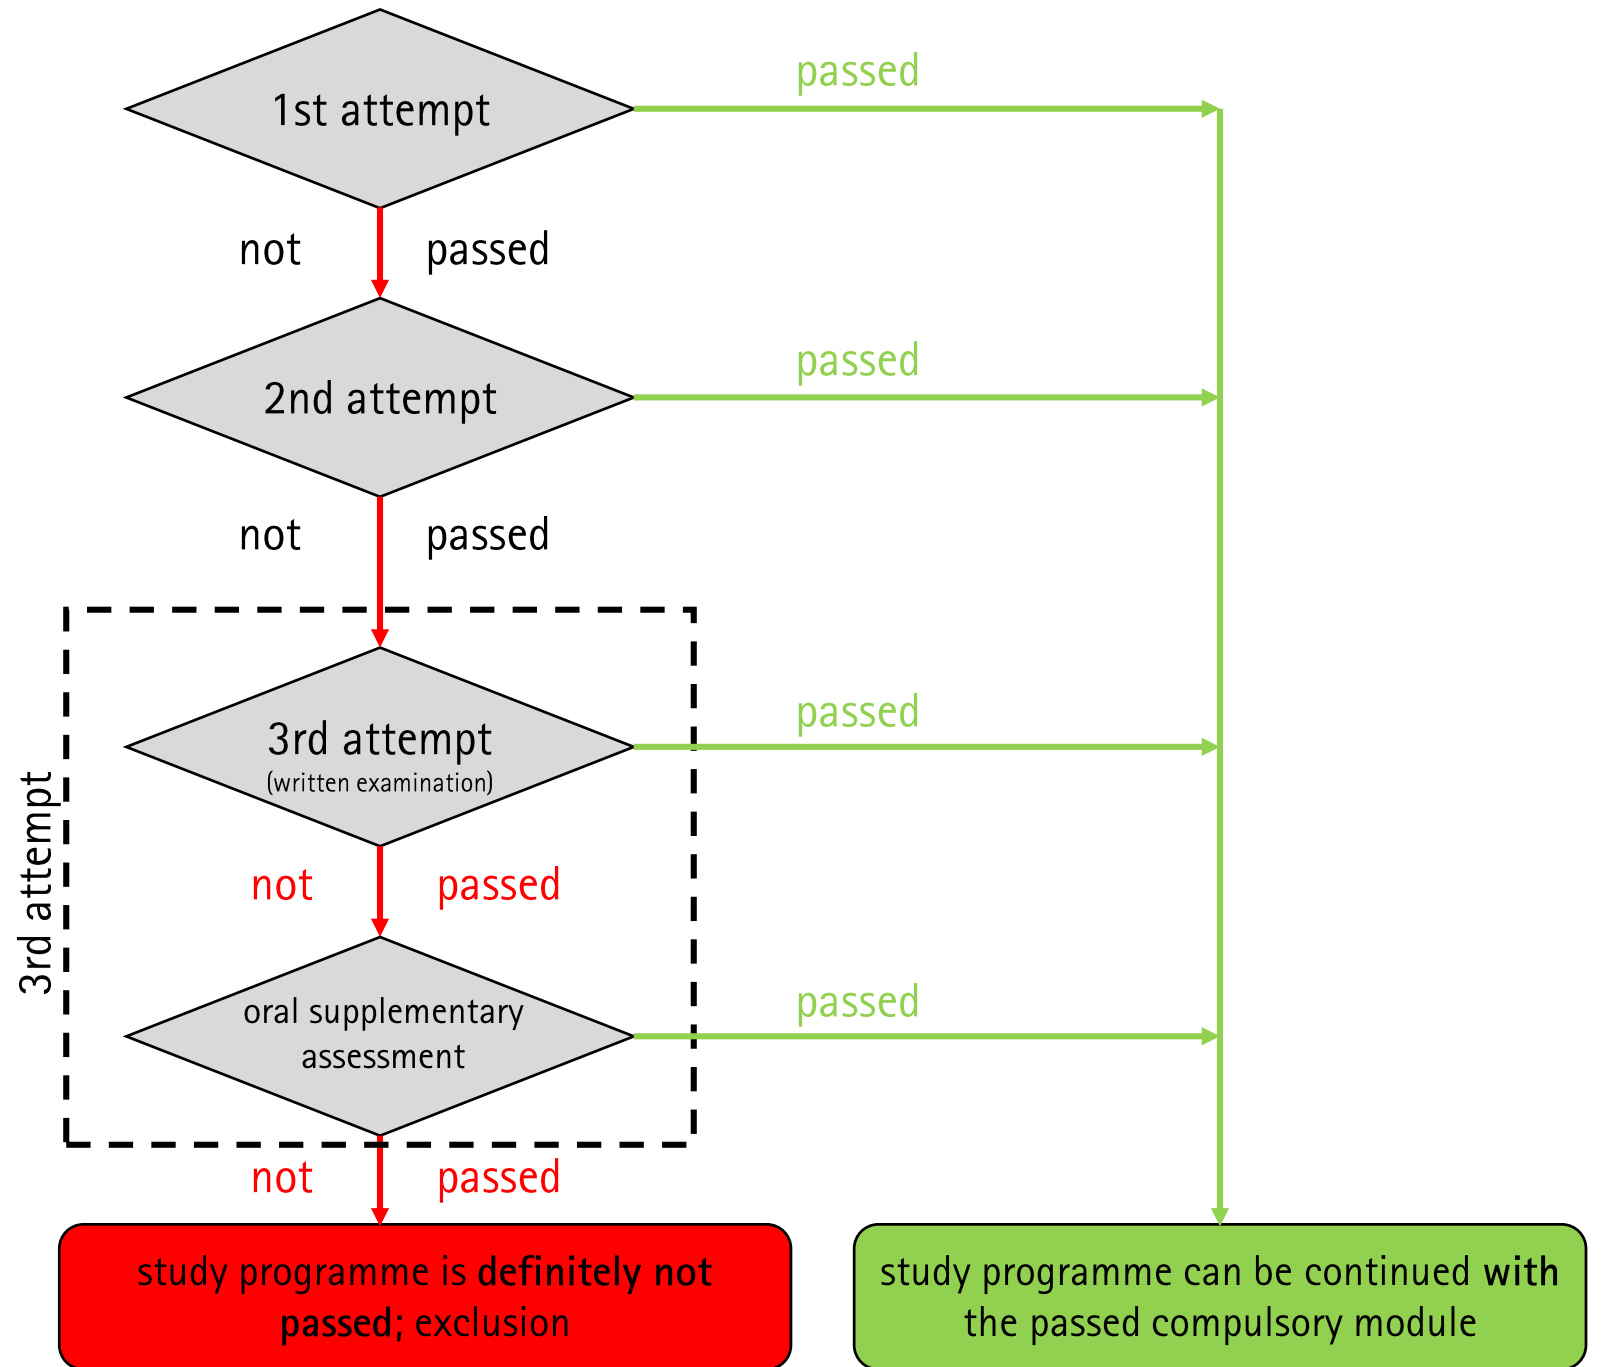 passed
1st attempt
not passed
passed
2nd attempt
not passed
passed
3rd attempt
(written examination)
3rd attempt
not passed
passed
oral supplementary
assessment
not passed
study programme is definitely not
passed; exclusion
study programme can be continued with
the passed compulsory module